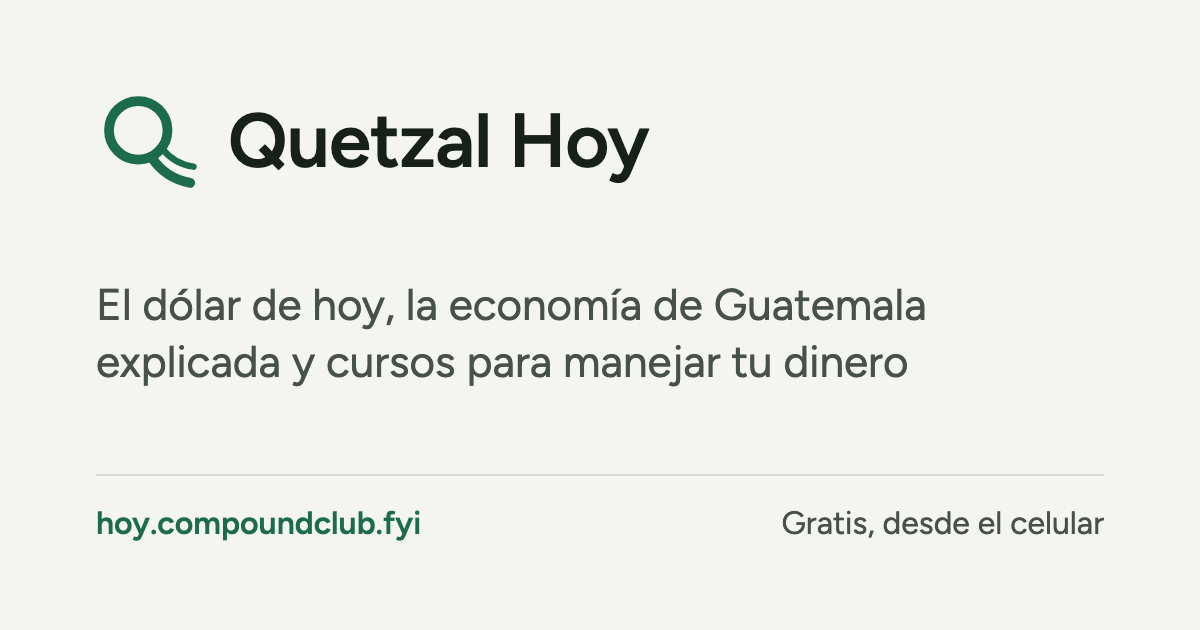 Quetzal Hoy
El dólar de hoy, la economía de Guatemala
explicada y cursos para manejar tu dinero
hoy.compoundclub.fyi
Gratis, desde el celular